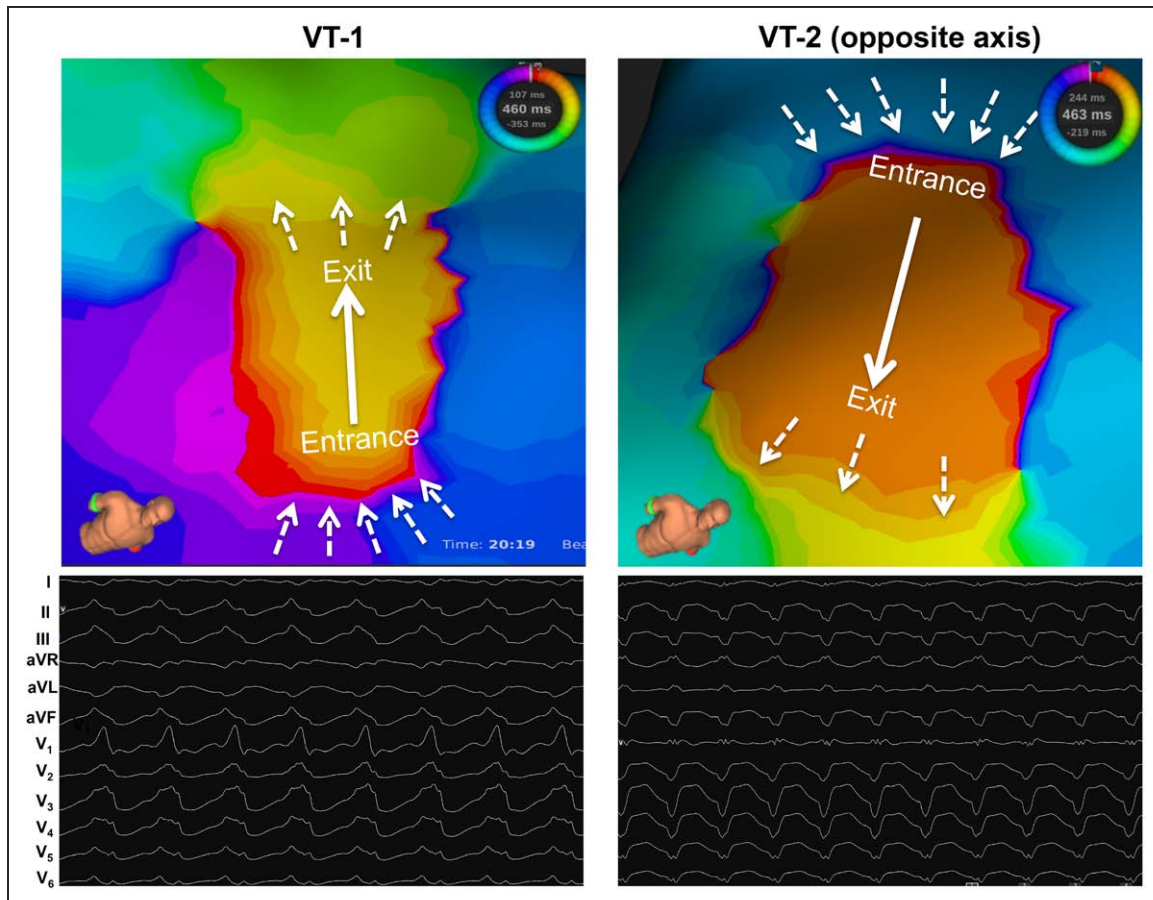 VT-1
VT-2 (opposite axis)
107 ms
460 ms
-353 ms
244 ms
463 ms
-219 ms
Exit
Entrance
Time: 20:19 Bea
Entrance
Exit
I
II
III
aVR
aVL
aVF
V1
V2
V3
V4
V5
V6